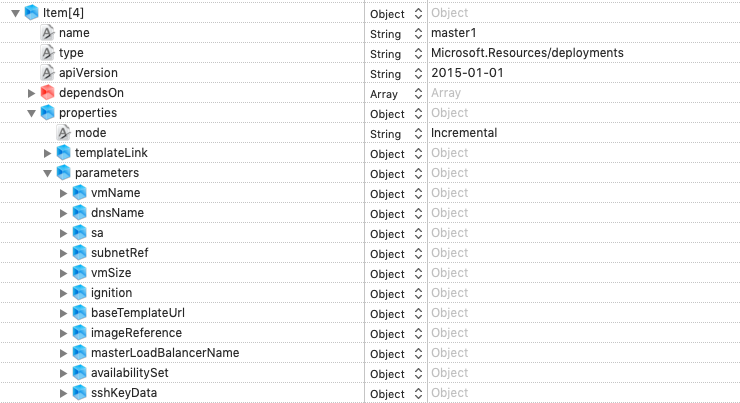 Item[4] Object Object
name String master1
type String Microsoft.Resources/deployments
apiVersion String 2015-01-01
dependsOn Array Array
properties Object Object
mode String Incremental
templateLink Object Object
parameters Object Object
vmName Object Object
dnsName Object Object
sa Object Object
subnetRef Object Object
vmSize Object Object
ignition Object Object
baseTemplateUrl Object Object
imageReference Object Object
masterLoadBalancerName Object Object
availabilitySet Object Object
sshKeyData Object Object